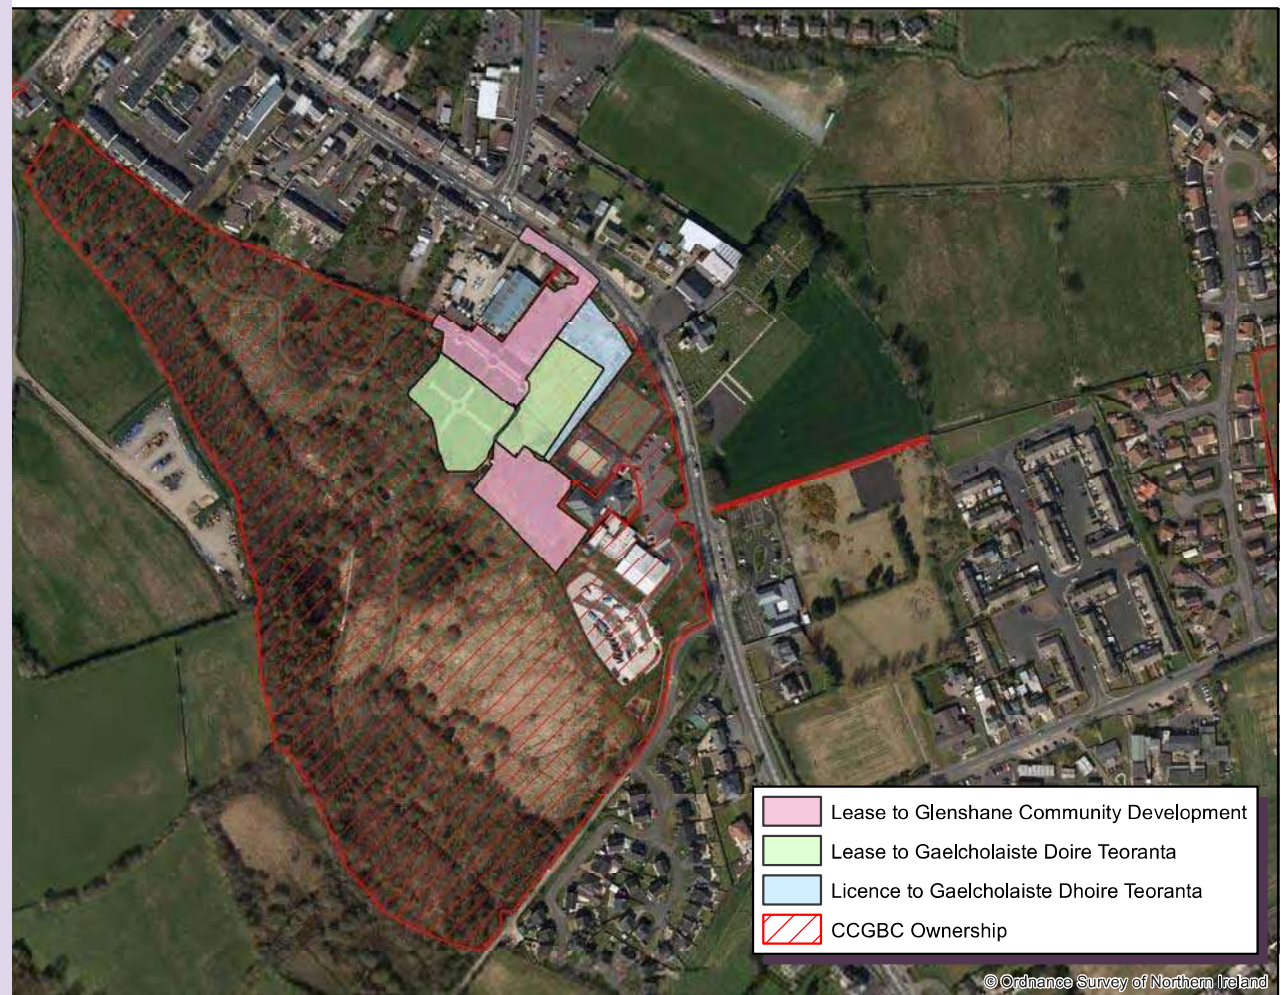 Lease to Glenshane Community Development
Lease to Gaelcholaiste Doire Teoranta
Licence to Gaelcholaiste Dhoire Teoranta
CCGBC Ownership
© Ordnance Survey of Northern Ireland